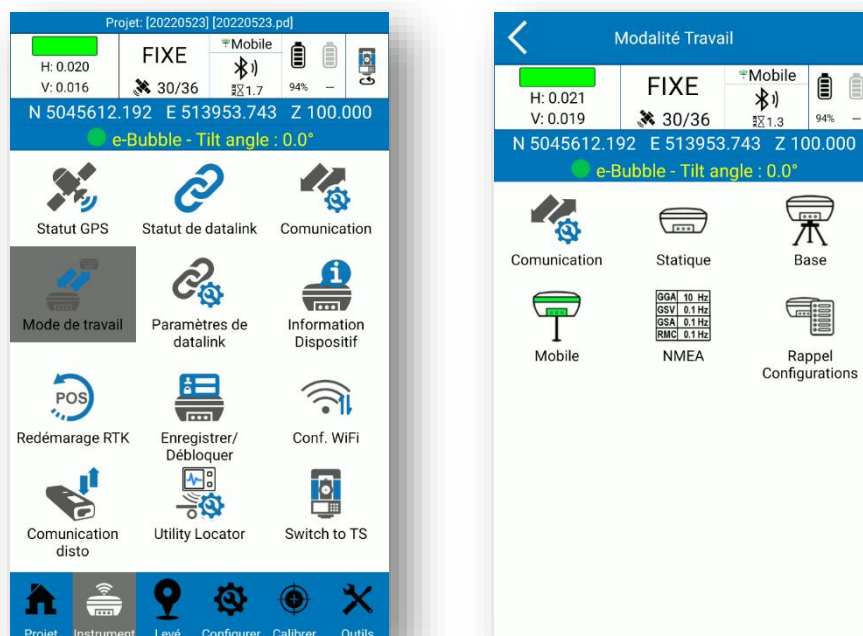 Projet: [20220523] [20220523.pd]
H: 0.020
V: 0.016
FIXE
30/36
Mobile
1.7
94%
--
N 5045612.192 E 513953.743 Z 100.000
e-Bubble - Tilt angle : 0.0°
Statut GPS
Statut de datalink
Comunication
Mode de travail
Paramètres de
datalink
Information
Dispositif
POS
Redémarage RTK
Enregistrer/
Débloquer
Conf. WiFi
Comunication
disto
Utility Locator
Switch to TS
Projet
Instrument
Levé
Configurer
Calibrer
Outils
Modalité Travail
H: 0.021
V: 0.019
FIXE
30/36
Mobile
1.3
94%
--
N 5045612.192 E 513953.743 Z 100.000
e-Bubble - Tilt angle : 0.0°
Comunication
Statique
Base
Mobile
GGA 10 Hz
GSV 0.1 Hz
GSA 0.1 Hz
RMC 0.1 Hz
NMEA
Rappel
Configurations